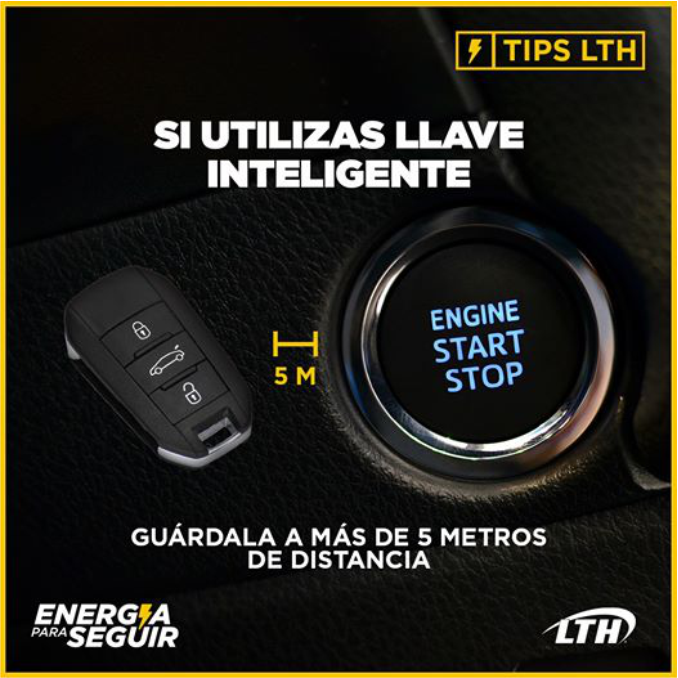 TIPS LTH
SI UTILIZAS LLAVE
INTELIGENTE
ENGINE
START
STOP
5 M
GUÁRDALA A MÁS DE 5 METROS
DE DISTANCIA
ENERGÍA
PARA SEGUIR
LTH